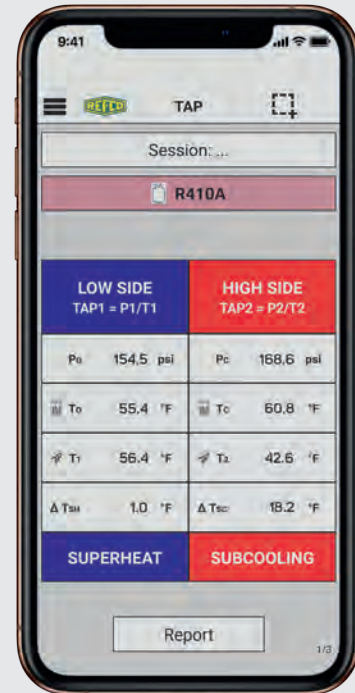 9:41
REFCO TAP
Session: ...
R410A
LOW SIDE HIGH SIDE
TAP1 = P1/T1 TAP2 = P2/T2
P0 154.5 psi Pc 168.6 psi
To 55.4 °F Tc 60.8 °F
T1 56.4 °F T2 42.6 °F
Δ TSH 1.0 °F Δ TSC 18.2 °F
SUPERHEAT SUBCOOLING
Report
1/3